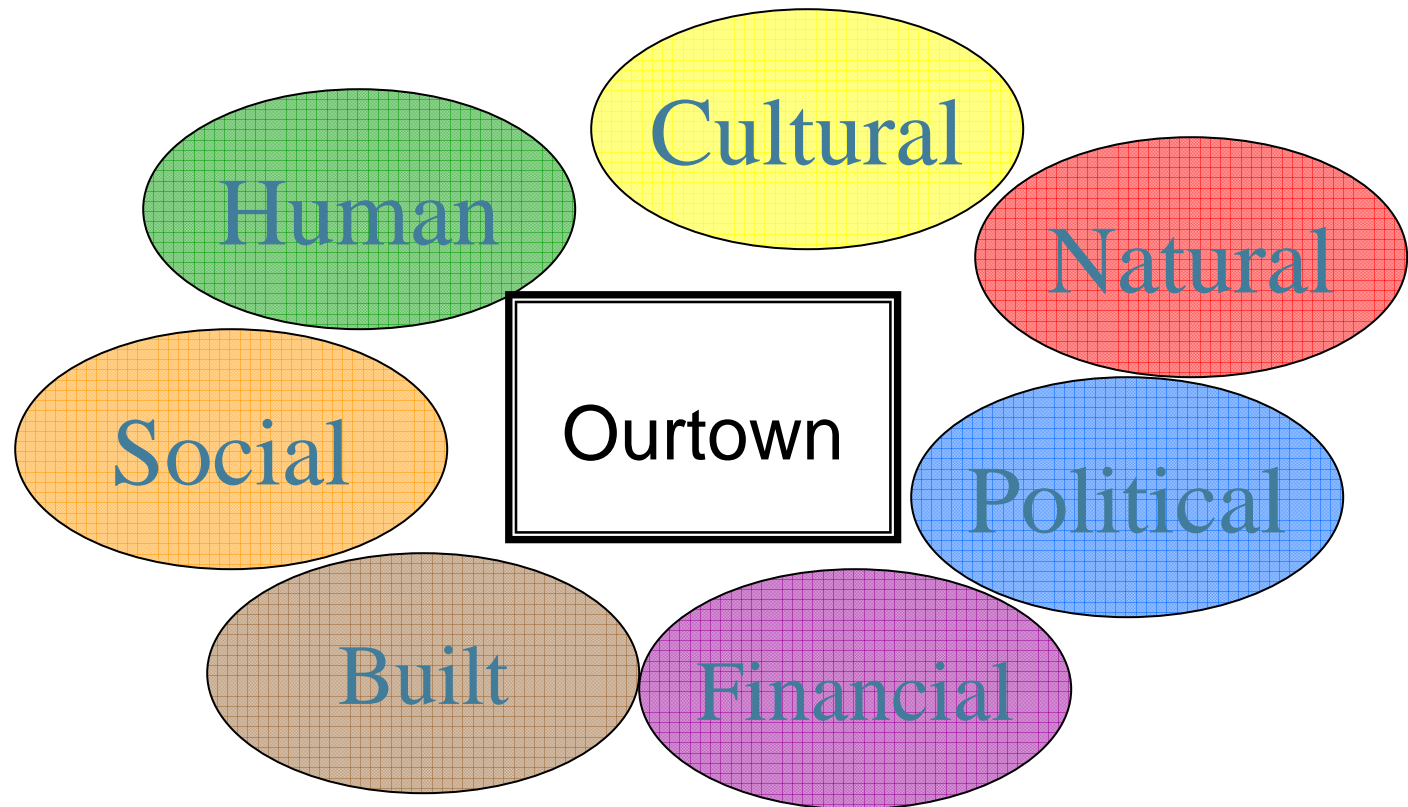 Cultural
Human
Natural
Ourtown
Social
Political
Built
Financial